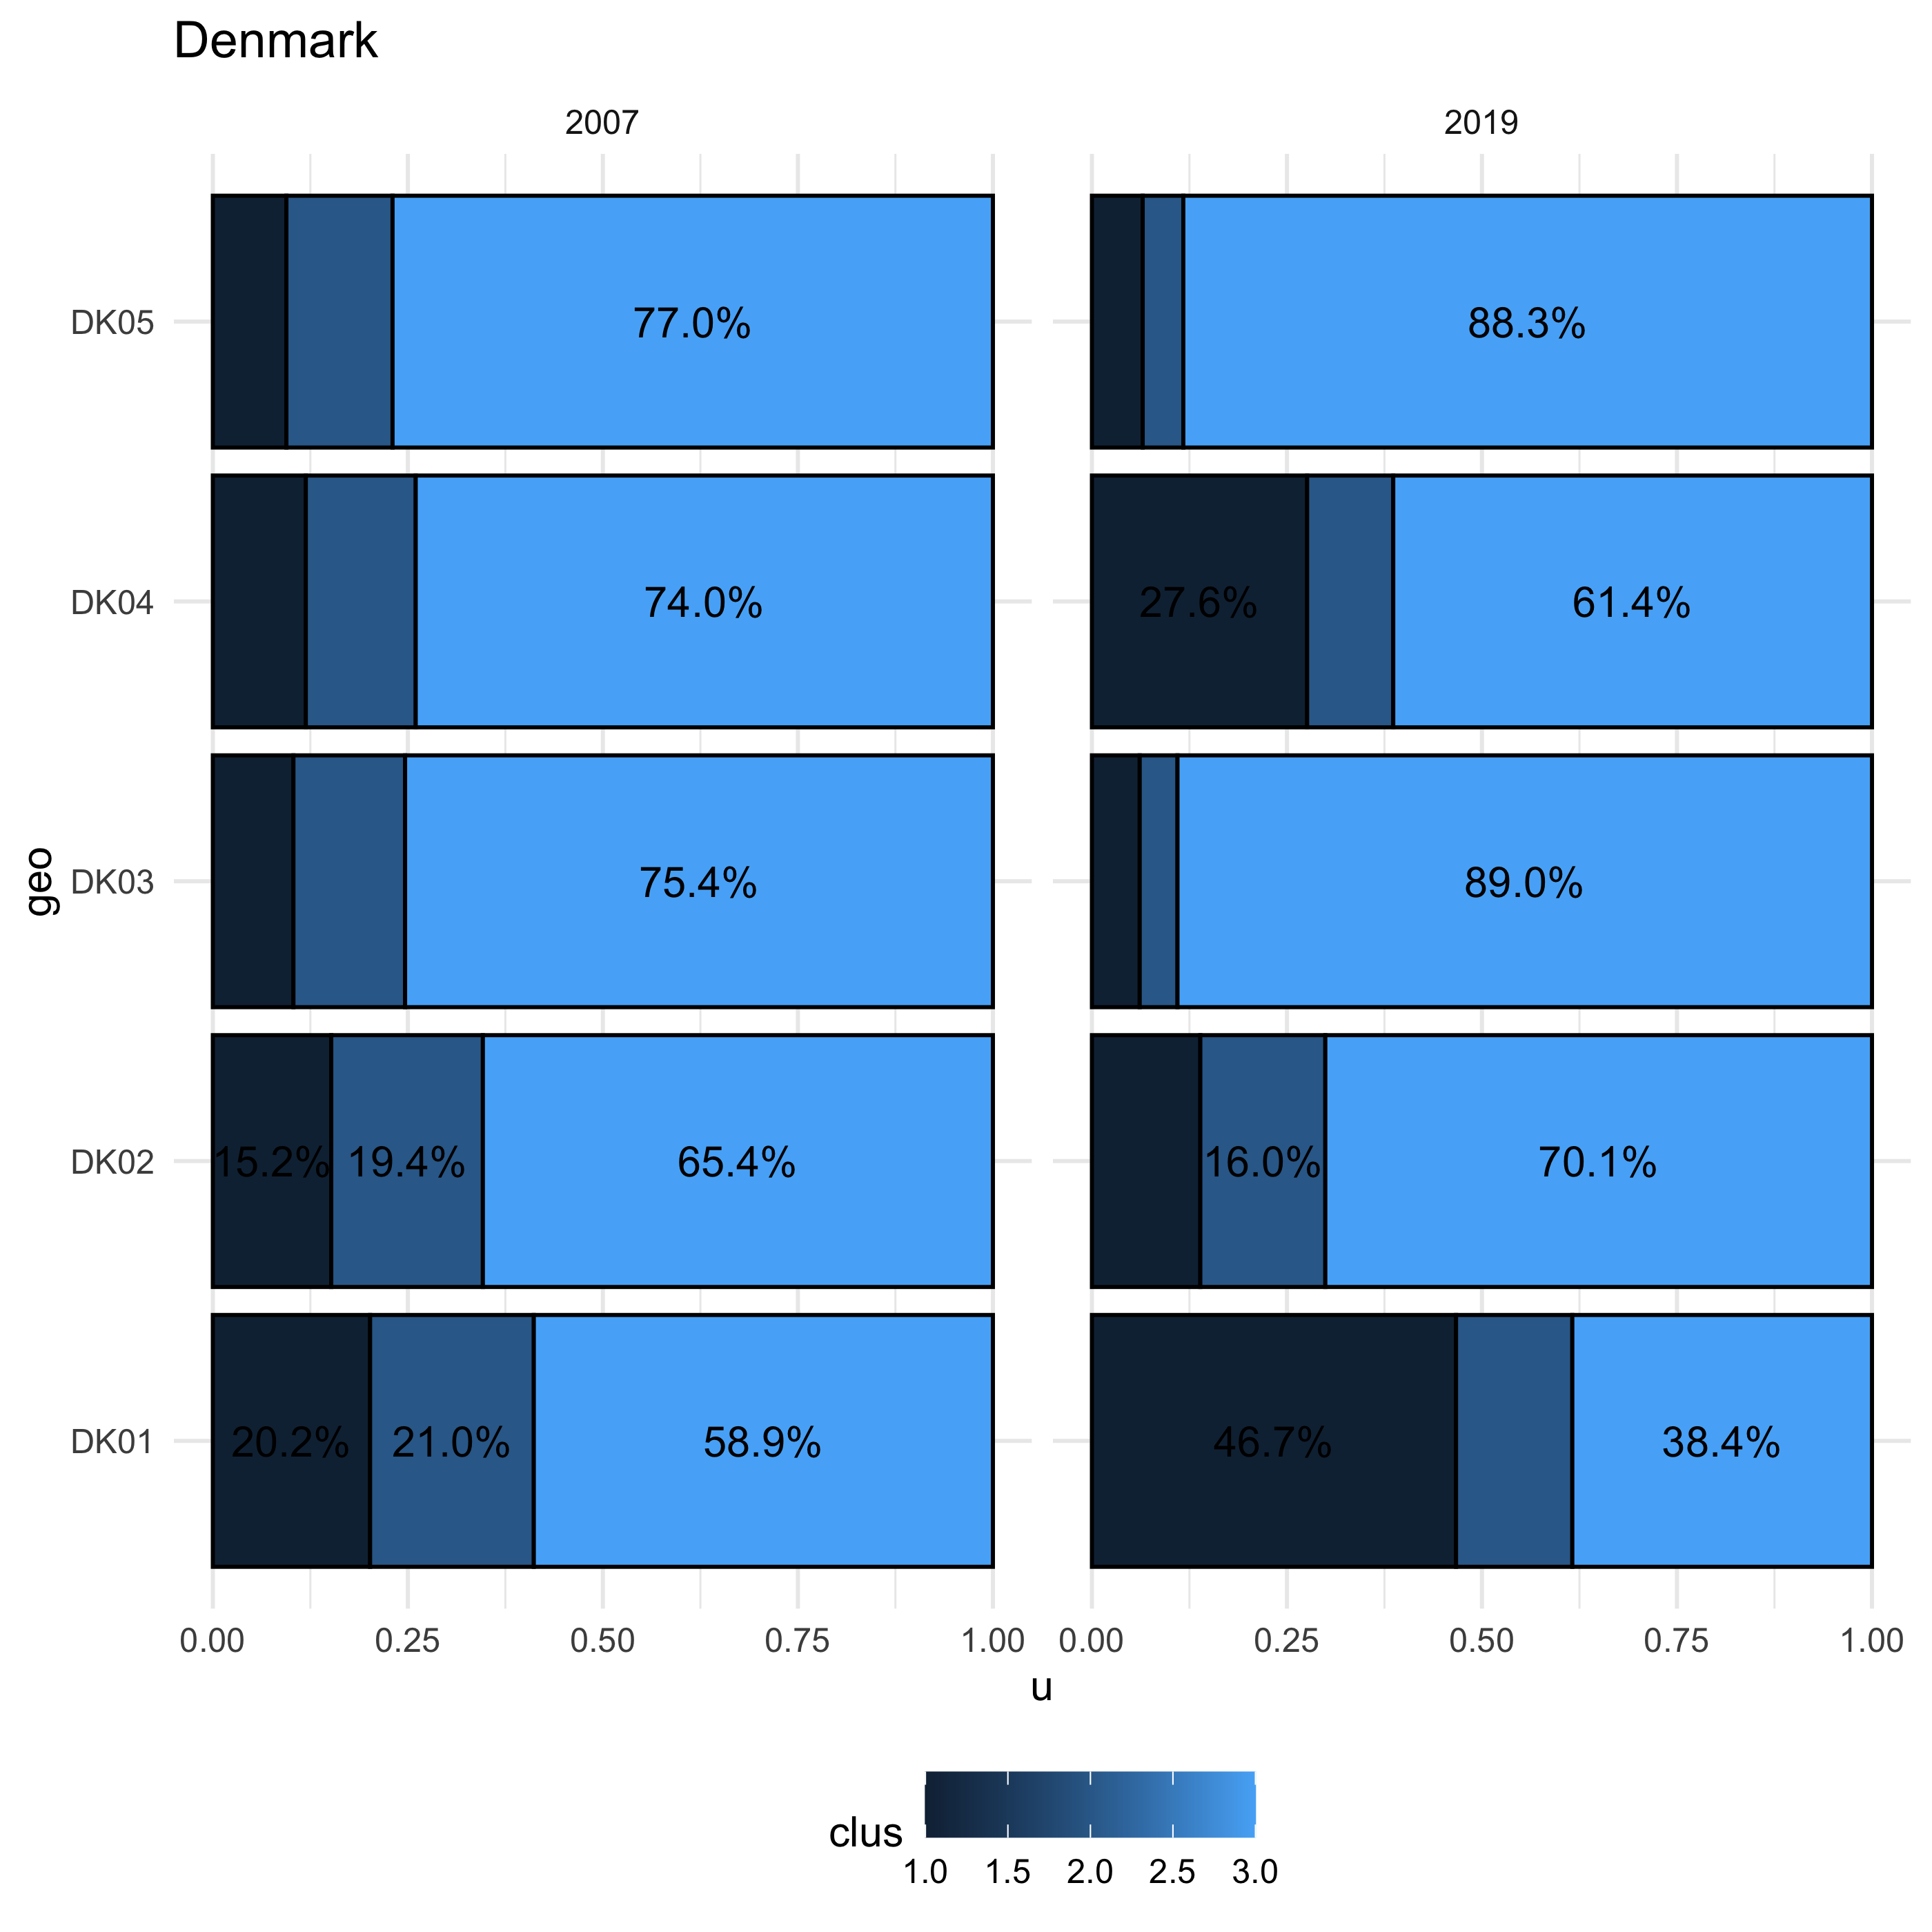 Denmark
2007 2019
DK05 77.0% 88.3%
DK04 74.0% 27.6% 61.4%
geo
DK03 75.4% 89.0%
DK02 15.2% 19.4% 65.4% 16.0% 70.1%
DK01 20.2% 21.0% 58.9% 46.7% 38.4%
0.00 0.25 0.50 0.75 1.00 0.00 0.25 0.50 0.75 1.00
u
clus
1.0 1.5 2.0 2.5 3.0